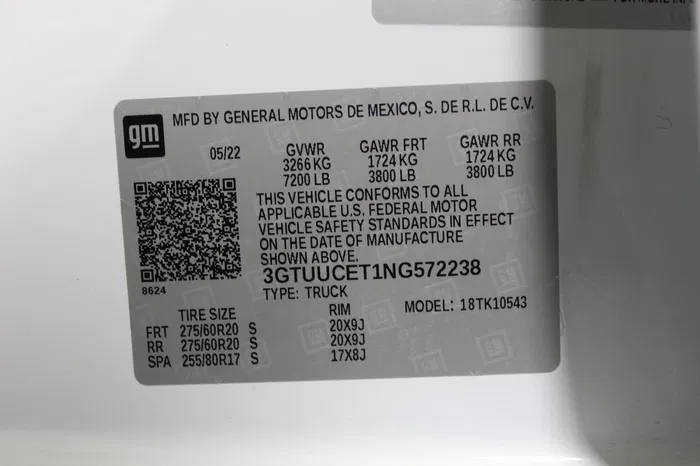 FOR MORE INFO
MFD BY GENERAL MOTORS DE MEXICO, S. DE R.L. DE C.V.
gm
05/22 GVWR GAWR FRT GAWR RR
3266 KG 1724 KG 1724 KG
7200 LB 3800 LB 3800 LB
THIS VEHICLE CONFORMS TO ALL
APPLICABLE U.S. FEDERAL MOTOR
VEHICLE SAFETY STANDARDS IN EFFECT
ON THE DATE OF MANUFACTURE
SHOWN ABOVE.
3GTUUCET1NG572238
8624
TYPE: TRUCK MODEL: 18TK10543
TIRE SIZE RIM
FRT 275/60R20 S 20X9J
RR 275/60R20 S 20X9J
SPA 255/80R17 S 17X8J